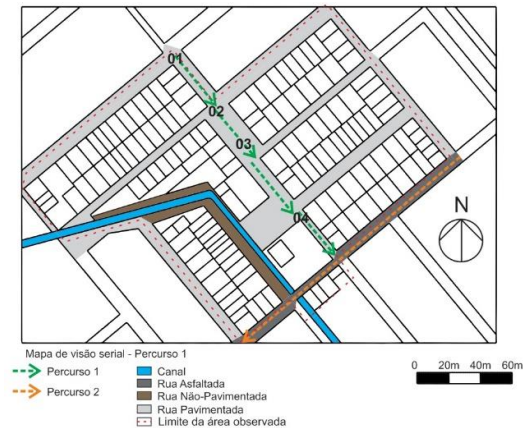 01
02
03
04
N
Mapa de visão serial - Percurso 1
Percurso 1
Percurso 2
Canal
Rua Asfaltada
Rua Não-Pavimentada
Rua Pavimentada
Limite da área observada
0 20m 40m 60m